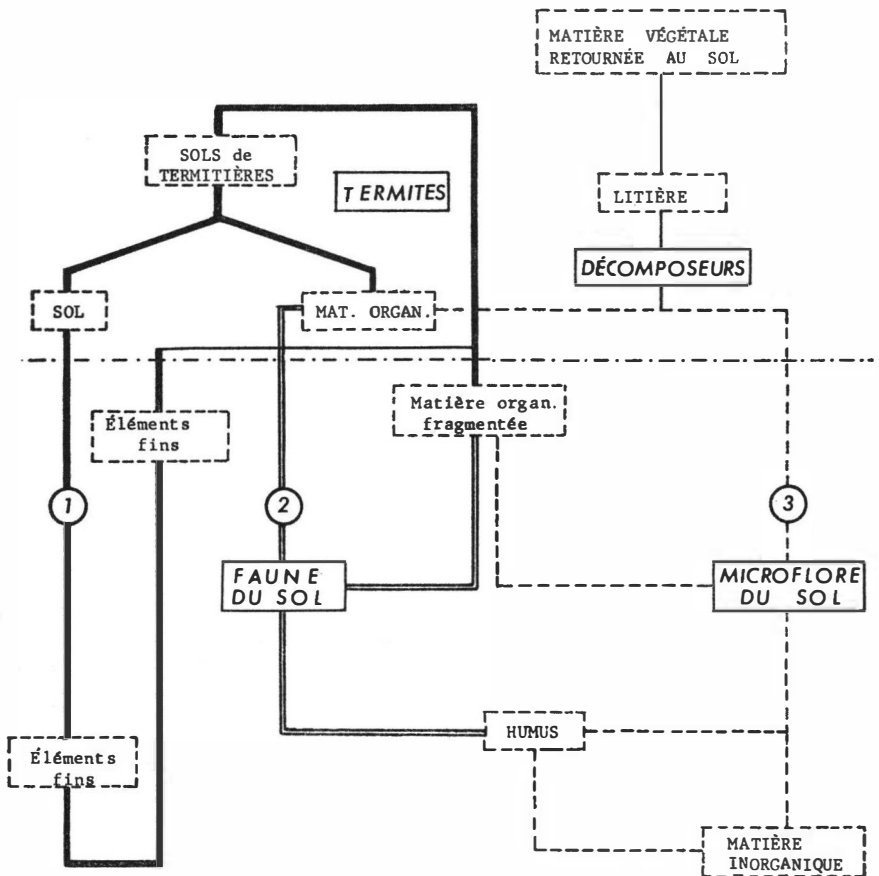 MATIÈRE VÉGÉTALE
RETOURNÉE AU SOL
SOLS de
TERMITIÈRES
TERMITES
LITIÈRE
DÉCOMPOSEURS
SOL
MAT. ORGAN.
Éléments
fins
Matière organ.
fragmentée
1
2
3
FAUNE
DU SOL
MICROFLORE
DU SOL
HUMUS
Éléments
fins
MATIÈRE
INORGANIQUE